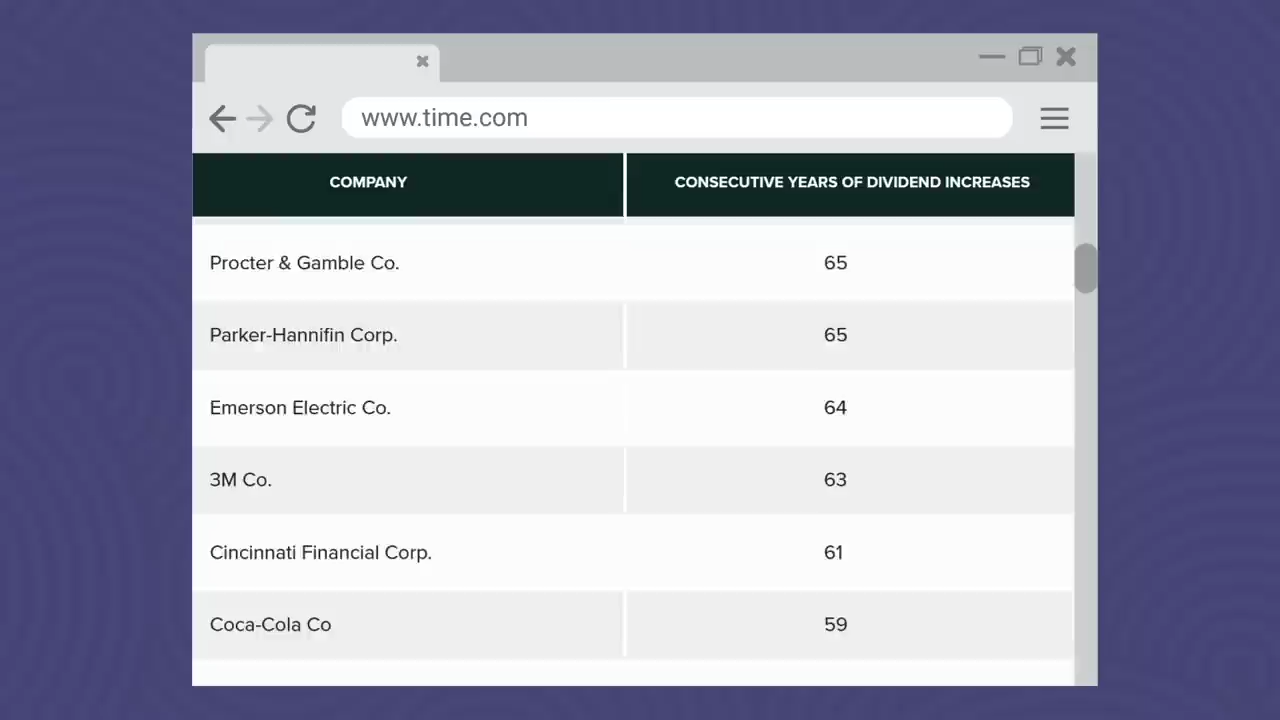 www.time.com
COMPANY CONSECUTIVE YEARS OF DIVIDEND INCREASES
Procter & Gamble Co. 65
Parker-Hannifin Corp. 65
Emerson Electric Co. 64
3M Co. 63
Cincinnati Financial Corp. 61
Coca-Cola Co 59